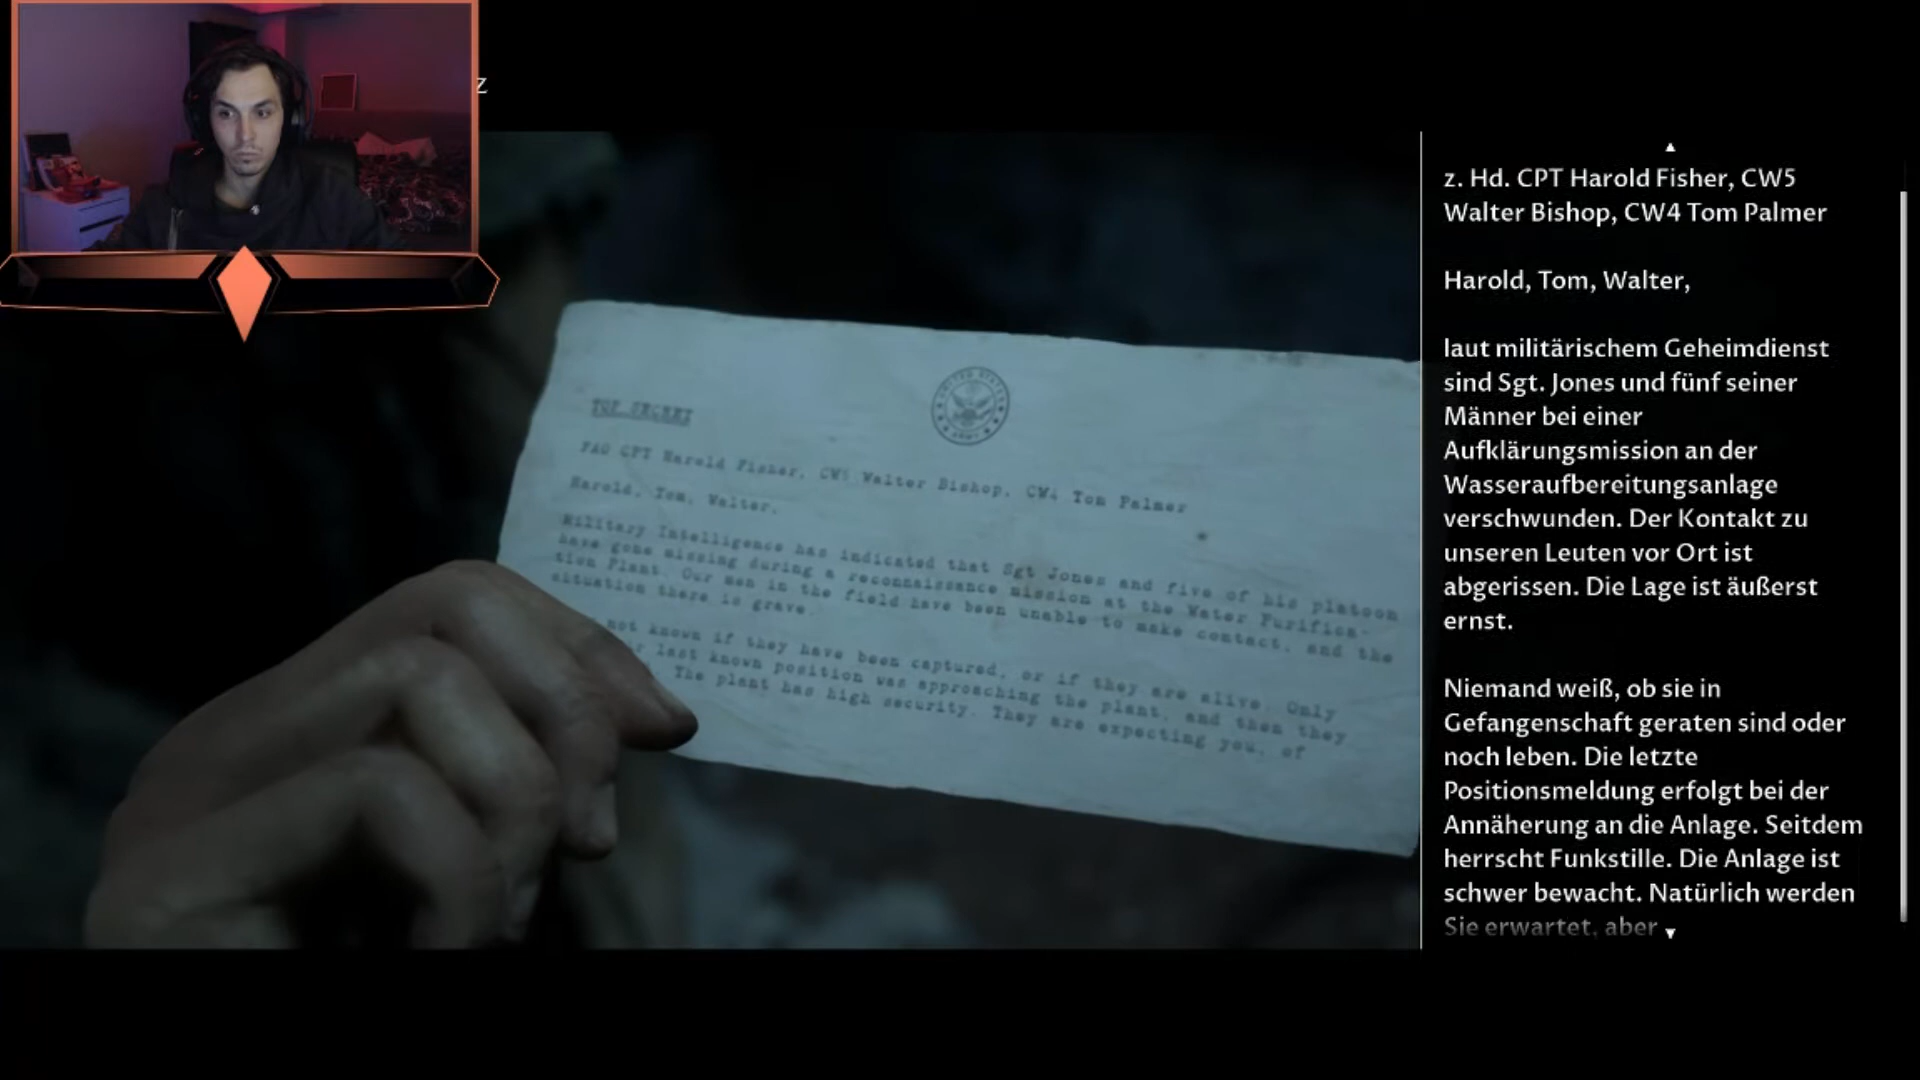 z
TOP SECRET
UNITED STATES
ARMY
FAO CPT Harold Fisher, CW5 Walter Bishop, CW4 Tom Palmer
Harold, Tom, Walter,
Military Intelligence has indicated that Sgt Jones and five of his platoon
have gone missing during a reconnaissance mission at the Water Purifica-
tion Plant. Our men in the field have been unable to make contact, and the
situation there is grave.
not known if they have been captured, or if they are alive. Only
last known position was approaching the plant, and then they
The plant has high security. They are expecting you, of
z. Hd. CPT Harold Fisher, CW5
Walter Bishop, CW4 Tom Palmer
Harold, Tom, Walter,
laut militärischem Geheimdienst
sind Sgt. Jones und fünf seiner
Männer bei einer
Aufklärungsmission an der
Wasseraufbereitungsanlage
verschwunden. Der Kontakt zu
unseren Leuten vor Ort ist
abgerissen. Die Lage ist äußerst
ernst.
Niemand weiß, ob sie in
Gefangenschaft geraten sind oder
noch leben. Die letzte
Positionsmeldung erfolgt bei der
Annäherung an die Anlage. Seitdem
herrscht Funkstille. Die Anlage ist
schwer bewacht. Natürlich werden
Sie erwartet, aber